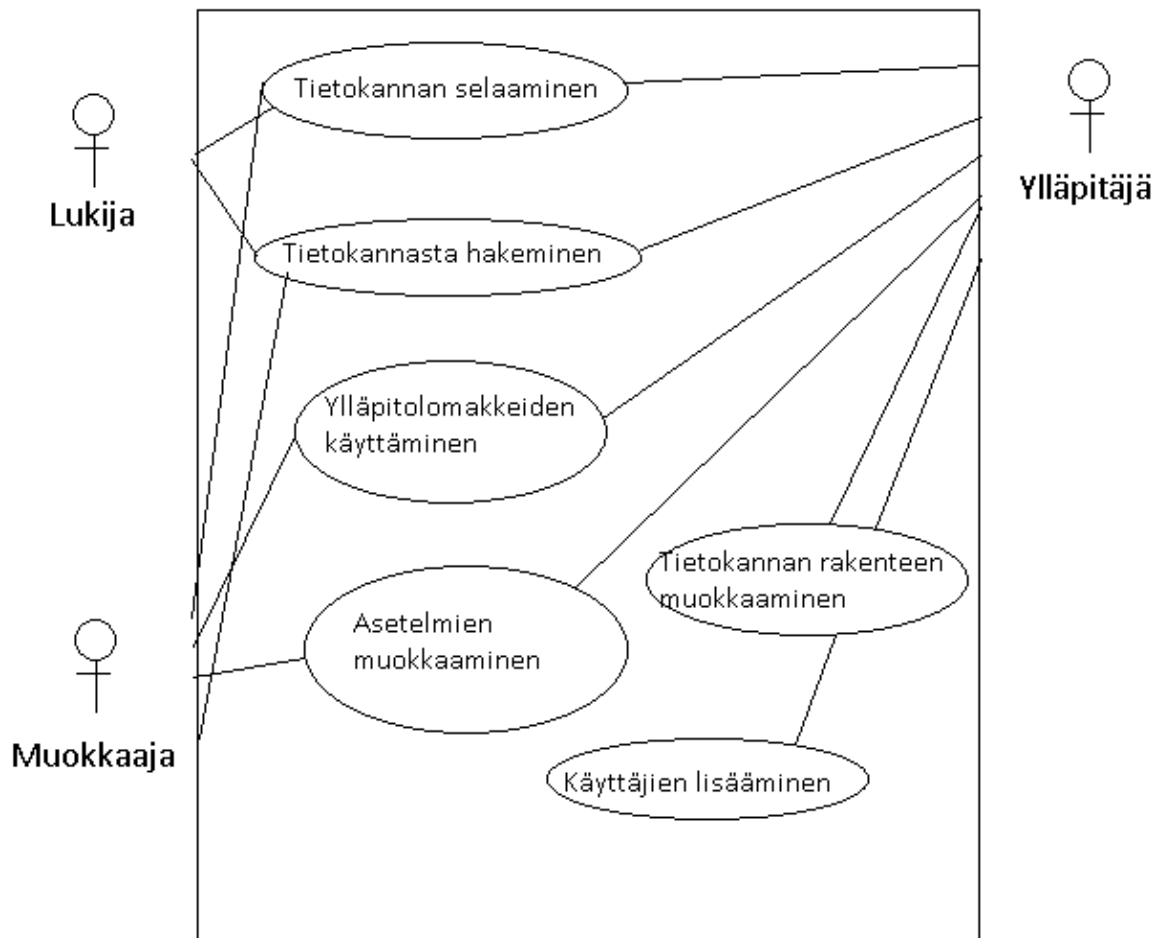 Tietokannan selaaminen
Lukija
Ylläpitäjä
Tietokannasta hakeminen
Ylläpitolomakkeiden
käyttäminen
Tietokannan rakenteen
muokkaaminen
Asetelmien
muokkaaminen
Muokkaaja
Käyttäjien lisääminen